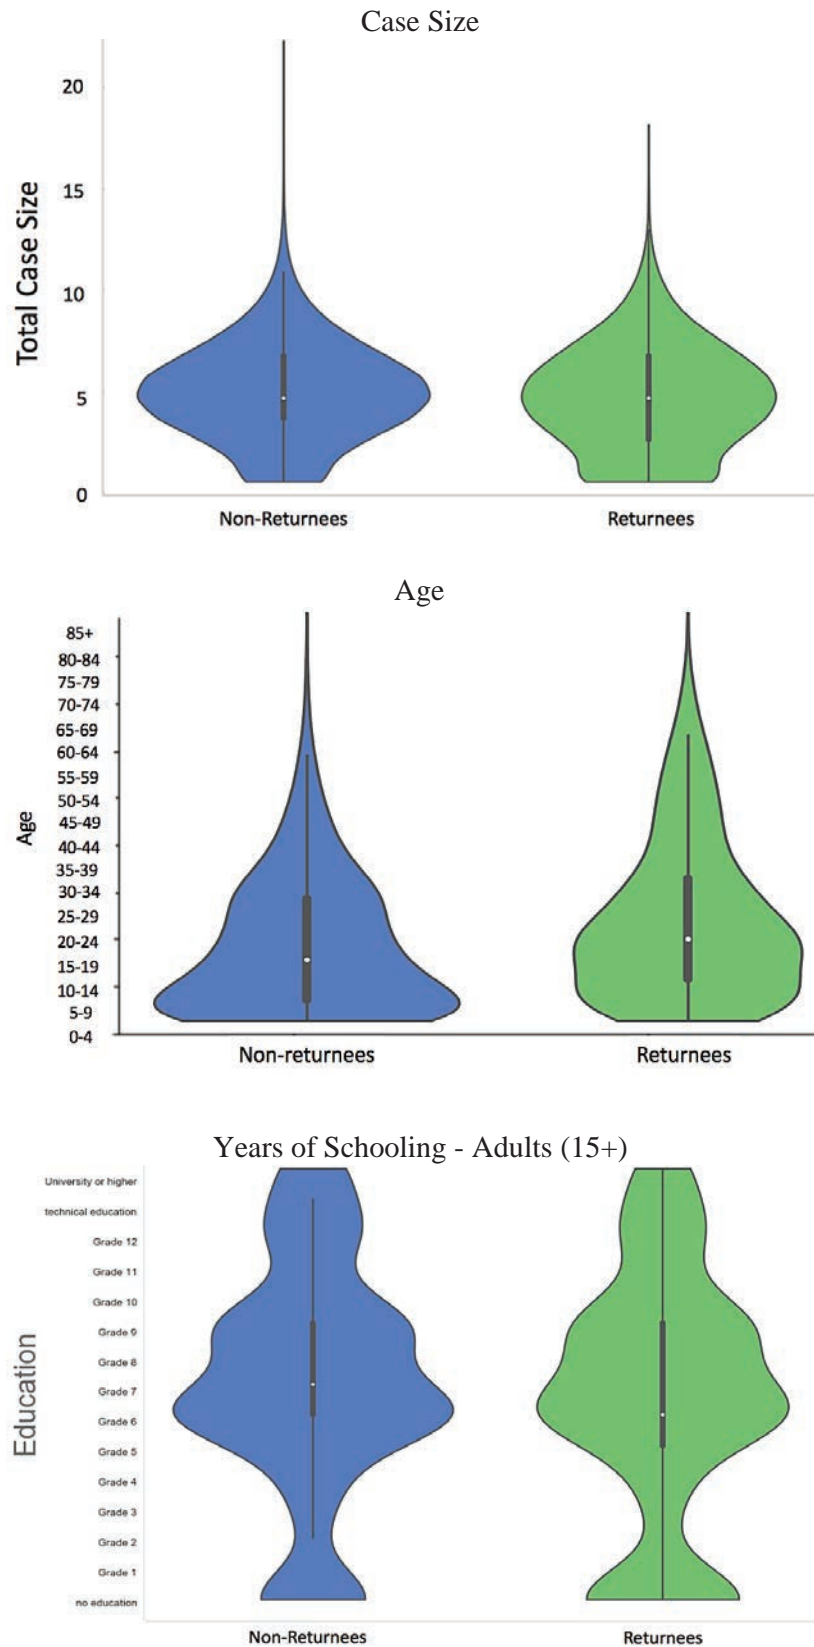 Case Size
Total Case Size
20
15
10
5
0
Non-Returnees
Returnees
Age
Age
85+
80-84
75-79
70-74
65-69
60-64
55-59
50-54
45-49
40-44
35-39
30-34
25-29
20-24
15-19
10-14
5-9
0-4
Non-returnees
Returnees
Years of Schooling - Adults (15+)
Education
University or higher
technical education
Grade 12
Grade 11
Grade 10
Grade 9
Grade 8
Grade 7
Grade 6
Grade 5
Grade 4
Grade 3
Grade 2
Grade 1
no education
Non-Returnees
Returnees